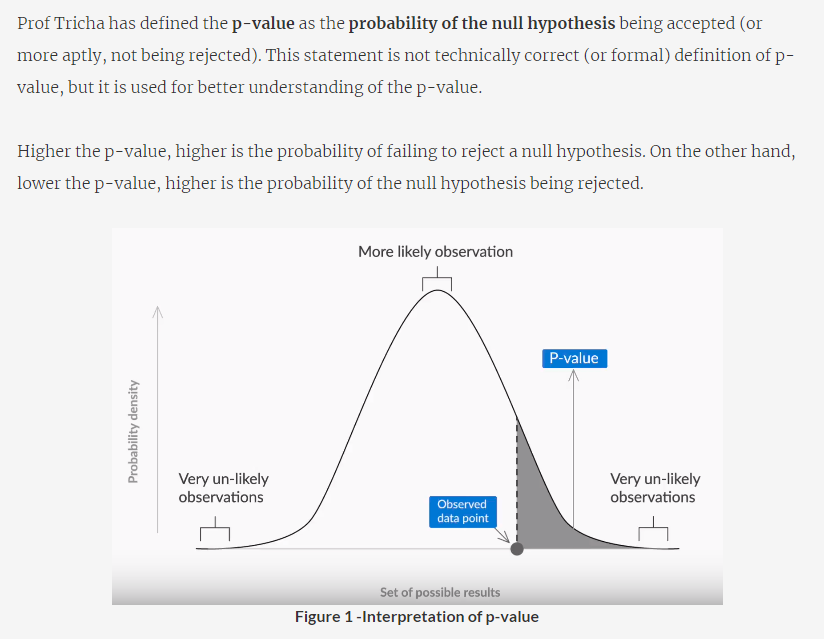 Prof Tricha has defined the p-value as the probability of the null hypothesis being accepted (or
more aptly, not being rejected). This statement is not technically correct (or formal) definition of p-
value, but it is used for better understanding of the p-value.
Higher the p-value, higher is the probability of failing to reject a null hypothesis. On the other hand,
lower the p-value, higher is the probability of the null hypothesis being rejected.
More likely observation
P-value
Probability density
Very un-likely
observations
Observed
data point
Very un-likely
observations
Set of possible results
Figure 1 -Interpretation of p-value